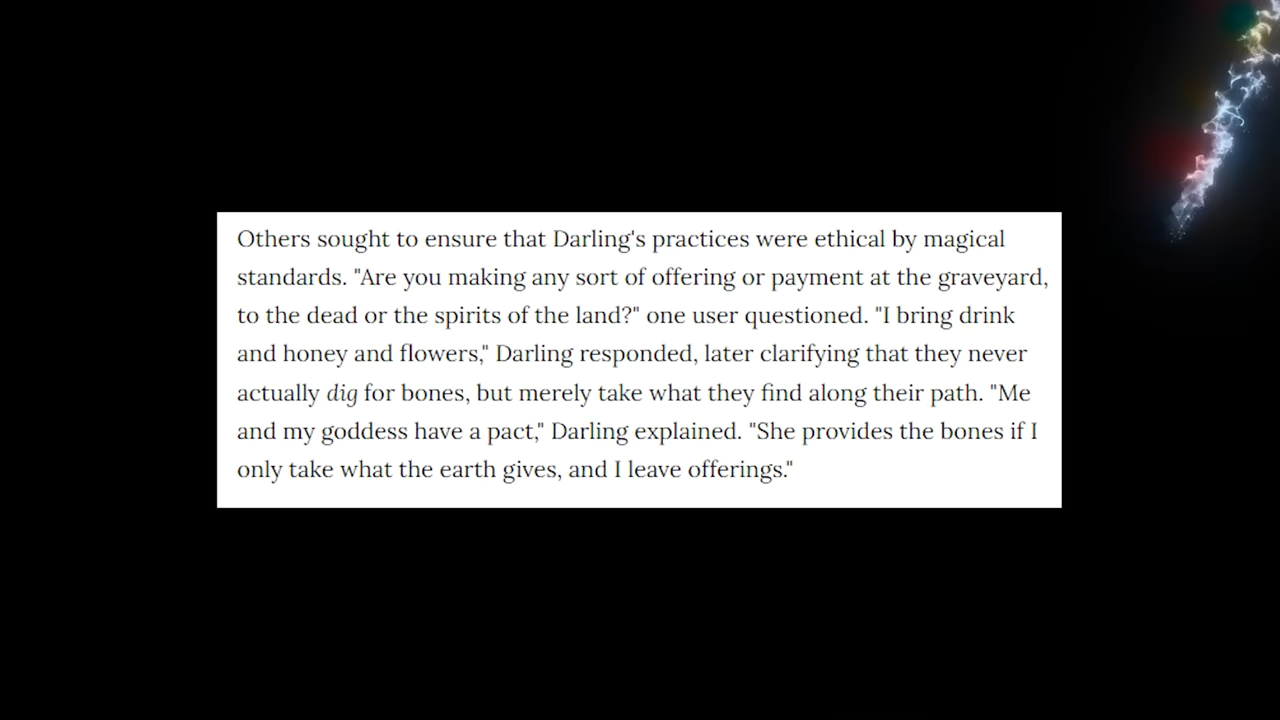 Others sought to ensure that Darling's practices were ethical by magical
standards. "Are you making any sort of offering or payment at the graveyard,
to the dead or the spirits of the land?" one user questioned. "I bring drink
and honey and flowers," Darling responded, later clarifying that they never
actually dig for bones, but merely take what they find along their path. "Me
and my goddess have a pact," Darling explained. "She provides the bones if I
only take what the earth gives, and I leave offerings."